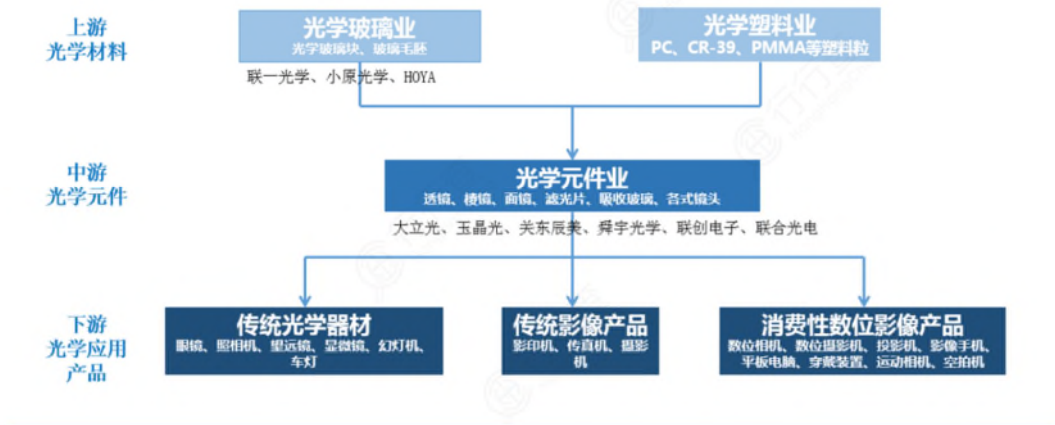 上游
光学材料
光学玻璃业
光学玻璃块、玻璃毛胚
光学塑料业
PC、CR-39、PMMA等塑料粒
联一光学、小原光学、HOYA
中游
光学元件
光学元件业
透镜、棱镜、面镜、滤光片、吸收玻璃、各式镜头
大立光、玉晶光、关东辰美、舜宇光学、联创电子、联合光电
下游
光学应用
产品
传统光学器材
眼镜、照相机、望远镜、显微镜、幻灯机、
车灯
传统影像产品
影印机、传真机、摄影
机
消费性数位影像产品
数位相机、数位摄影机、投影机、影像手机、
平板电脑、穿戴装置、运动相机、空拍机